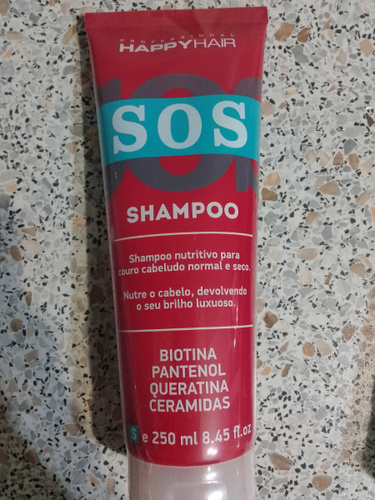 PROFESSIONAL
HAPPYHAIR
SOS
SHAMPOO
Shampoo nutritivo para
couro cabeludo normal e seco.
Nutre o cabelo, devolvendo
o seu brilho luxuoso.
BIOTINA
PANTENOL
QUERATINA
CERAMIDAS
S e 250 ml 8.45 fl.oz